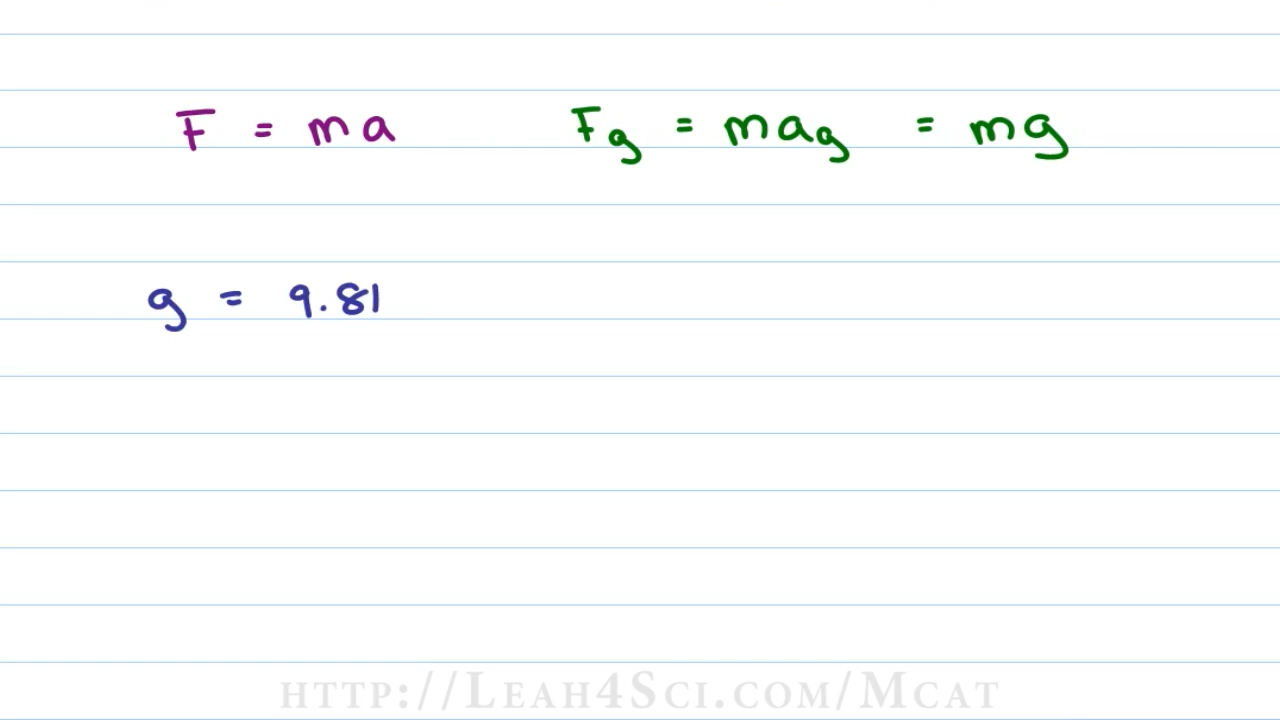 F = ma Fg = mag = mg
g = 9.81
http://Leah4Sci.com/Mcat